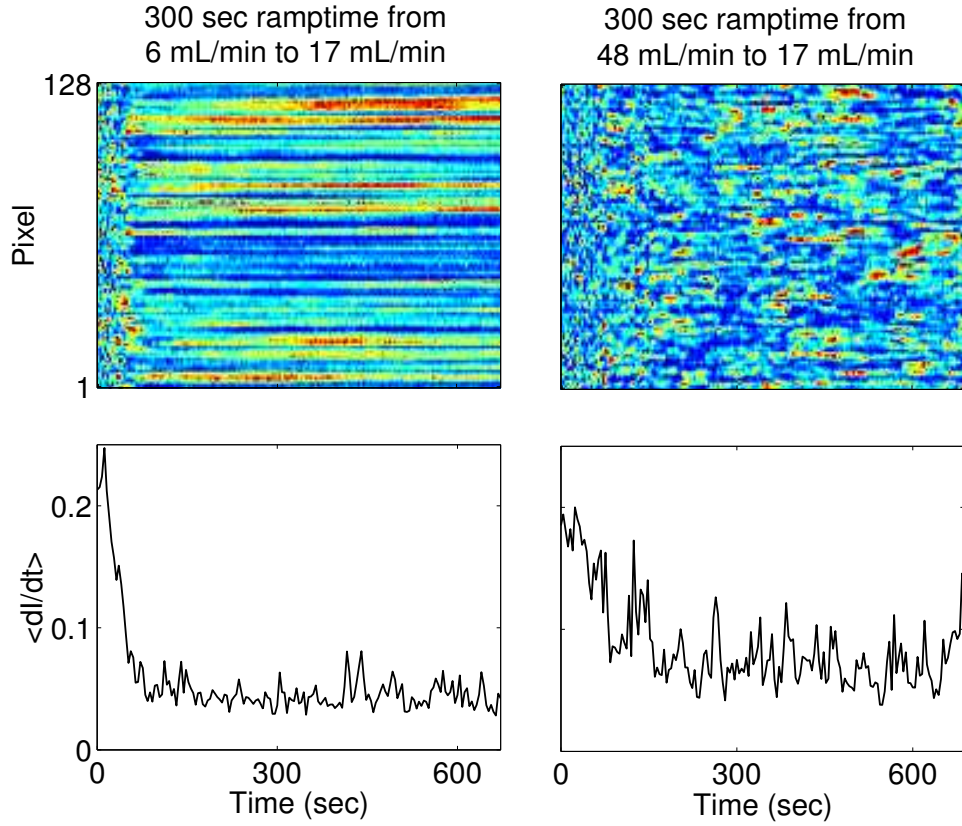 300 sec ramptime from
6 mL/min to 17 mL/min
300 sec ramptime from
48 mL/min to 17 mL/min
128
Pixel
1
0.2
0.1
0
<dI/dt>
0
300
600
Time (sec)
0
300
600
Time (sec)